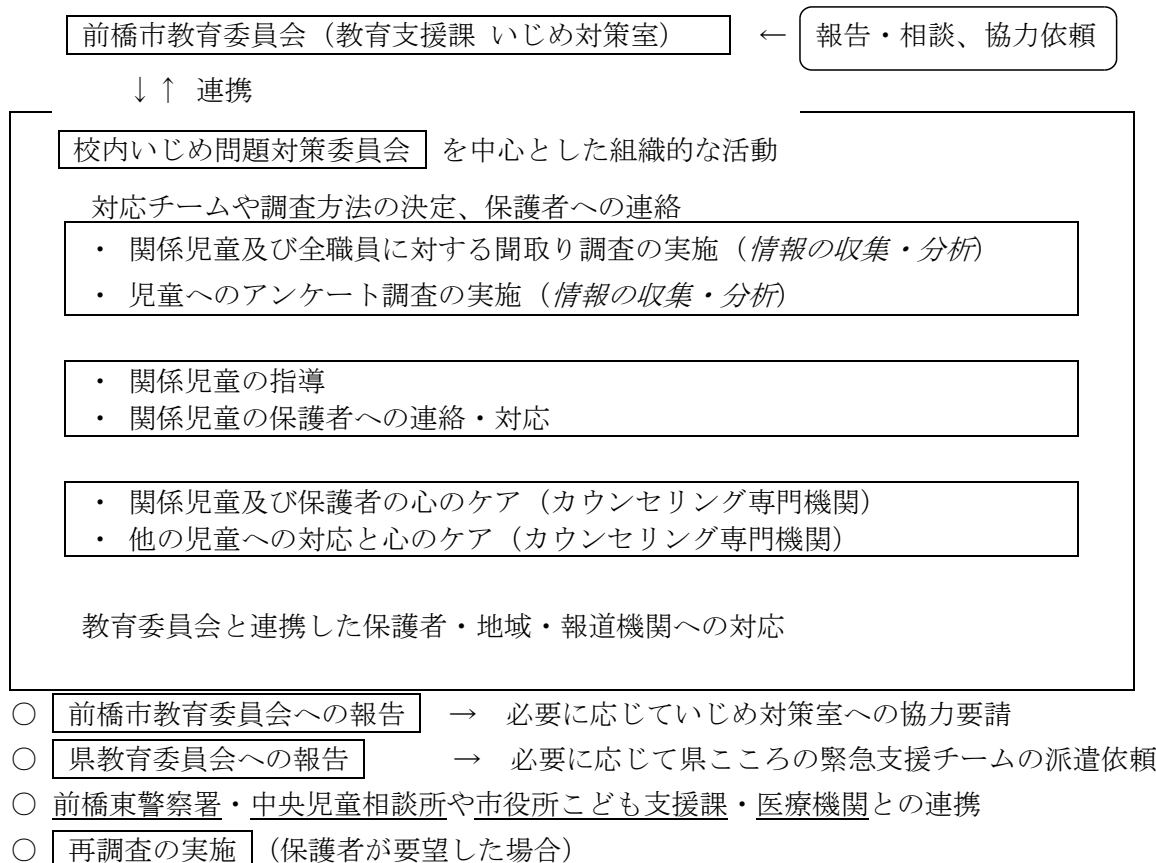 前橋市教育委員会（教育支援課 いじめ対策室） ← 報告・相談、協力依頼
↓↑ 連携
校内いじめ問題対策委員会 を中心とした組織的な活動
対応チームや調査方法の決定、保護者への連絡
・ 関係児童及び全職員に対する聞取り調査の実施（情報の収集・分析）
・ 児童へのアンケート調査の実施（情報の収集・分析）
・ 関係児童の指導
・ 関係児童の保護者への連絡・対応
・ 関係児童及び保護者の心のケア（カウンセリング専門機関）
・ 他の児童への対応と心のケア（カウンセリング専門機関）
教育委員会と連携した保護者・地域・報道機関への対応
○ 前橋市教育委員会への報告 → 必要に応じていじめ対策室への協力要請
○ 県教育委員会への報告 → 必要に応じて県こころの緊急支援チームの派遣依頼
○ 前橋東警察署・中央児童相談所や市役所こども支援課・医療機関との連携
○ 再調査の実施 （保護者が要望した場合）